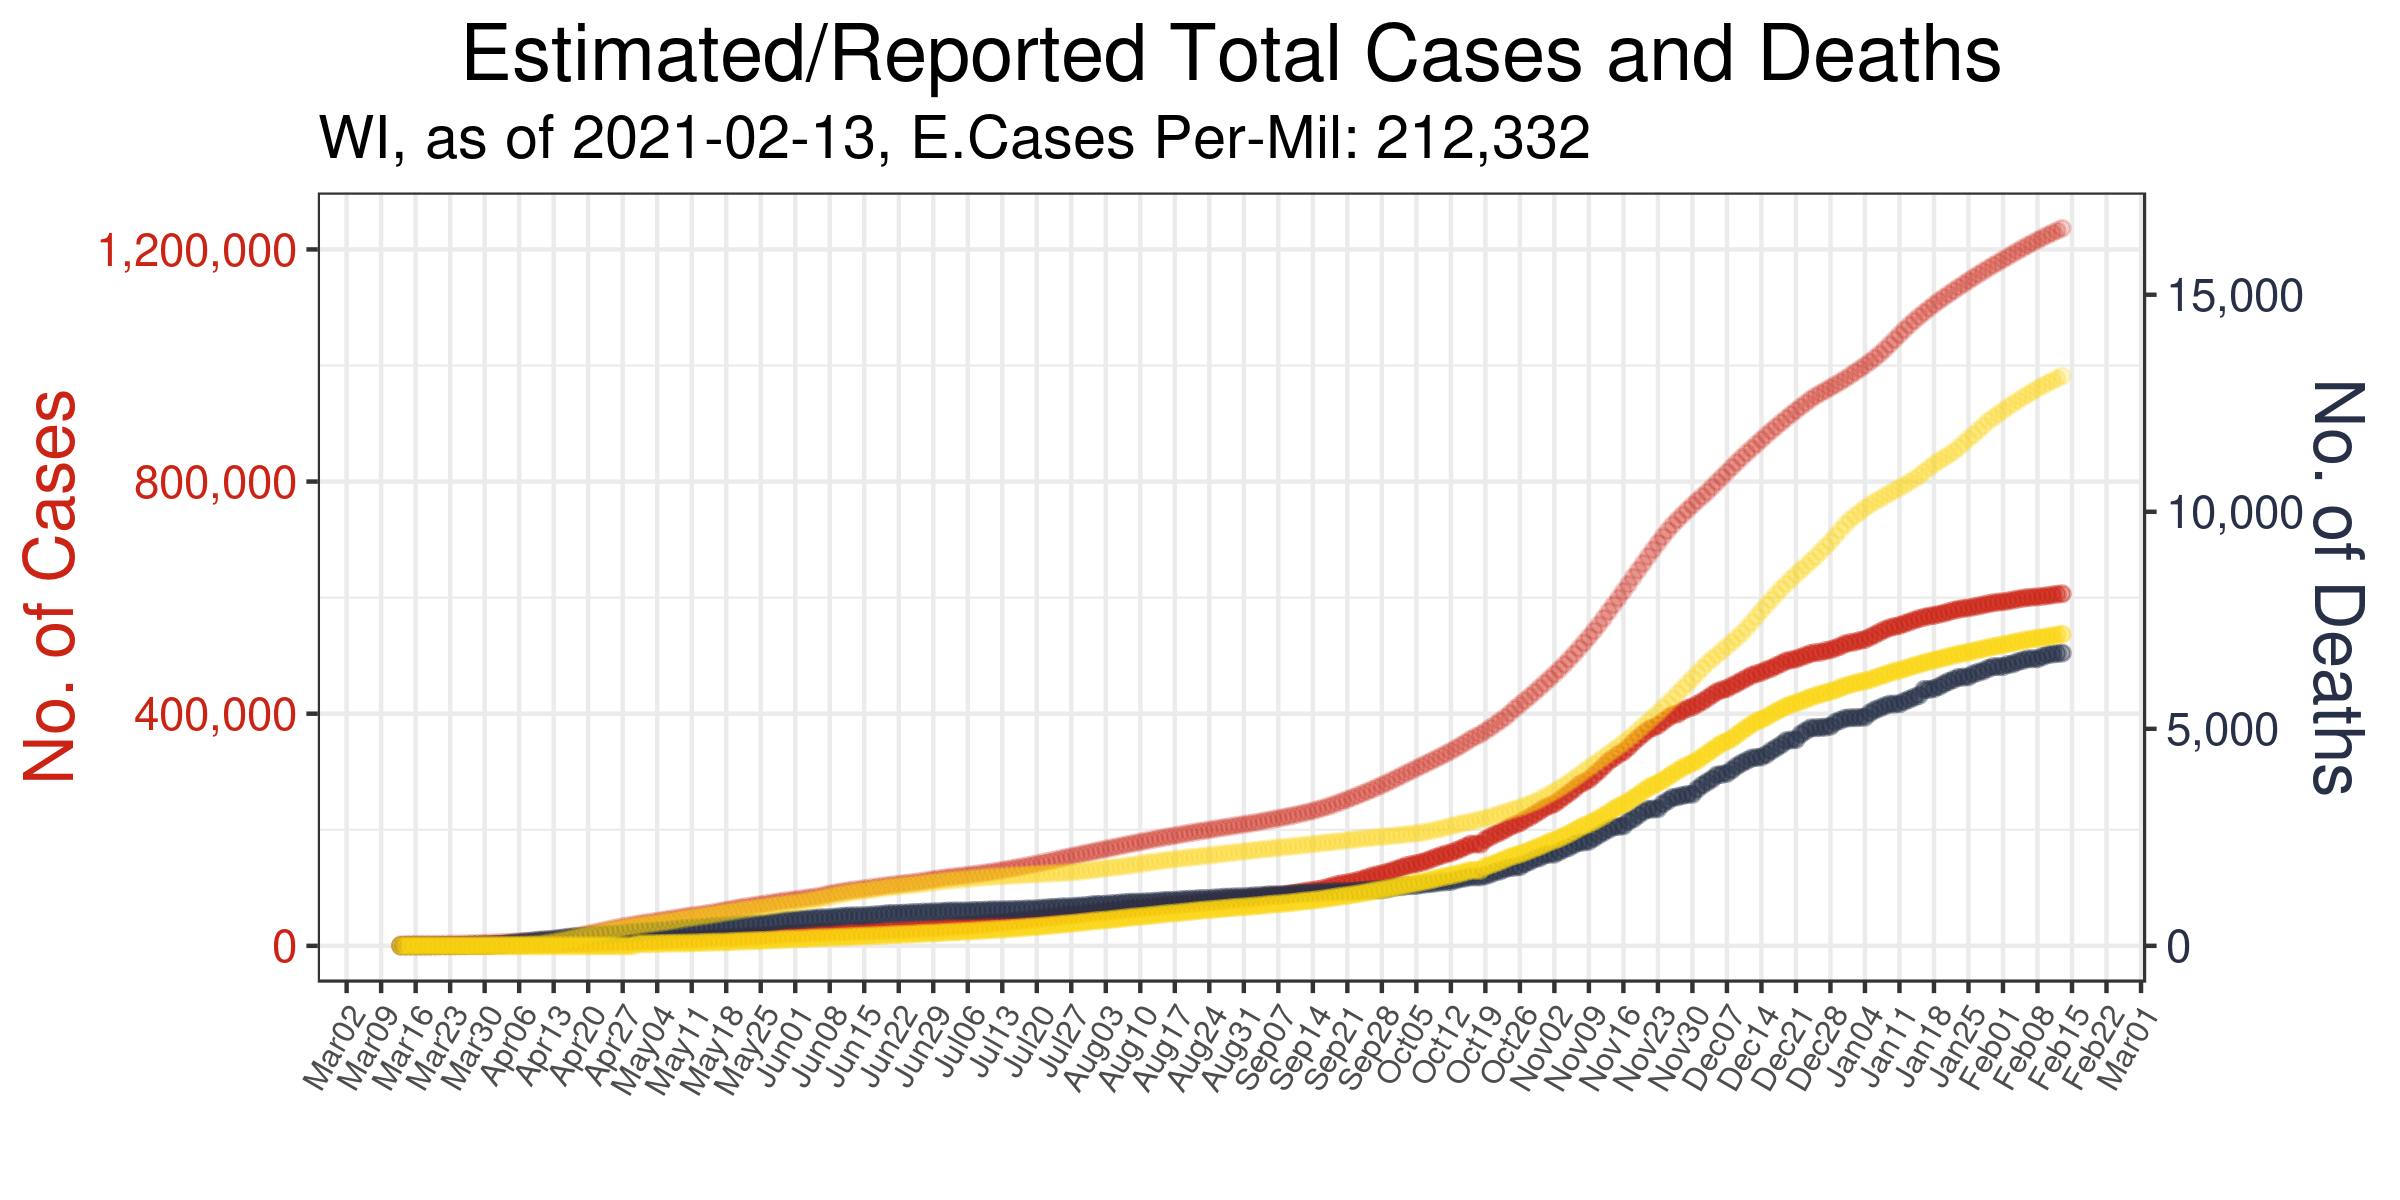 Estimated/Reported Total Cases and Deaths
WI, as of 2021-02-13, E.Cases Per-Mil: 212,332
No. of Cases
1,200,000
800,000
400,000
0
15,000
10,000
5,000
0
No. of Deaths
Mar02
Mar09
Mar16
Mar23
Mar30
Apr06
Apr13
Apr20
Apr27
May04
May11
May18
May25
Jun01
Jun08
Jun15
Jun22
Jun29
Jul06
Jul13
Jul20
Jul27
Aug03
Aug10
Aug17
Aug24
Aug31
Sep07
Sep14
Sep21
Sep28
Oct05
Oct12
Oct19
Oct26
Nov02
Nov09
Nov16
Nov23
Nov30
Dec07
Dec14
Dec21
Dec28
Jan04
Jan11
Jan18
Jan25
Feb01
Feb08
Feb15
Feb22
Mar01